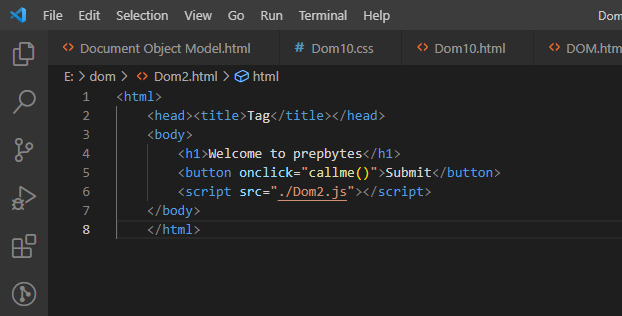 File Edit Selection View Go Run Terminal Help Dom
Document Object Model.html # Dom10.css <> Dom10.html <> DOM.htm
E: > dom > <> Dom2.html > html
1 <html>
2 <head><title>Tag</title></head>
3 <body>
4 <h1>Welcome to prepbytes</h1>
5 <button onclick="callme()">Submit</button>
6 <script src="./Dom2.js"></script>
7 </body>
8 </html>